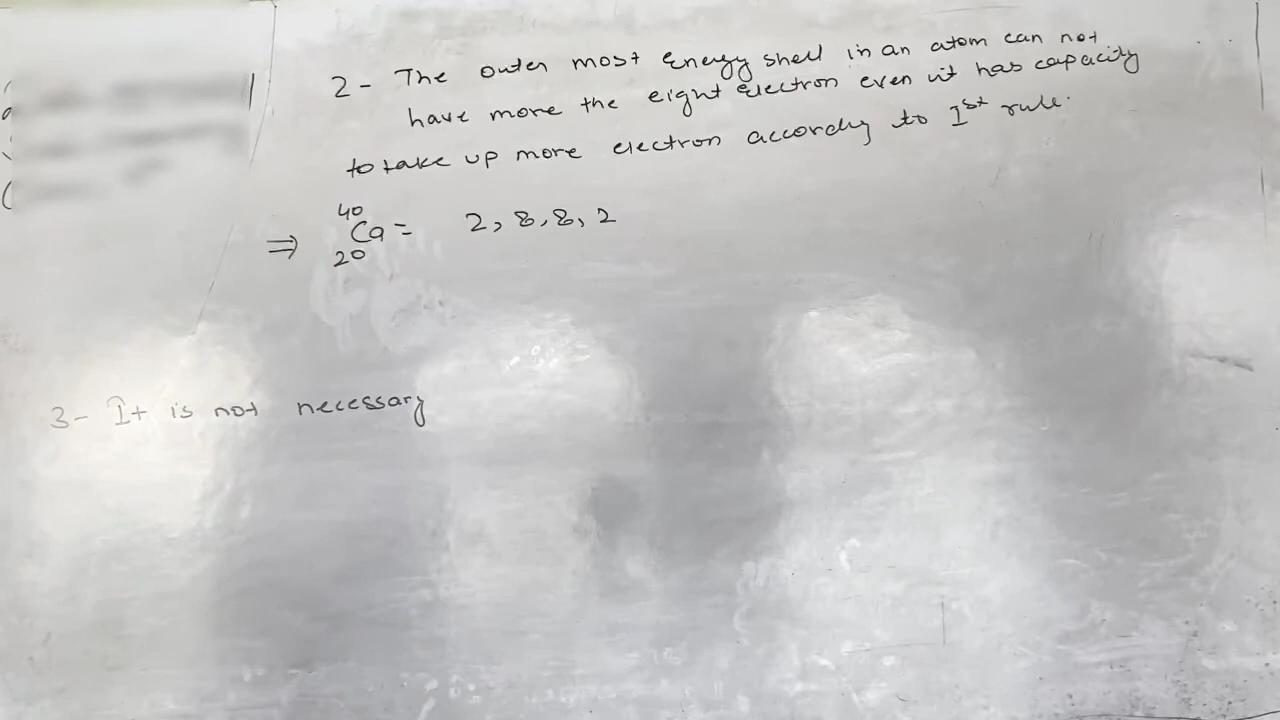 2- The outer most energy shell in an atom can not
have more the eight electron even it has capacity
to take up more electron accordy to Ist rule.
⇒ 40 20 Ca = 2, 8, 8, 2
3- It is not necessary